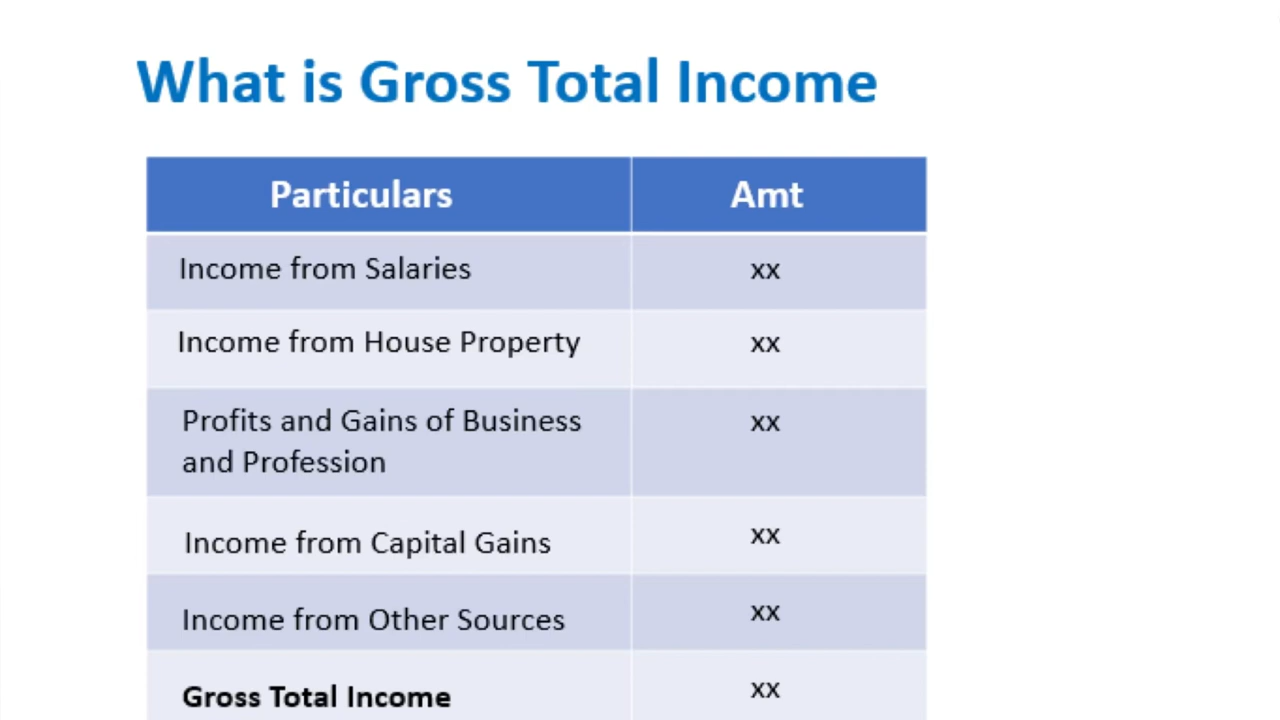 What is Gross Total Income
Particulars Amt
Income from Salaries xx
Income from House Property xx
Profits and Gains of Business xx
and Profession
Income from Capital Gains xx
Income from Other Sources xx
Gross Total Income xx